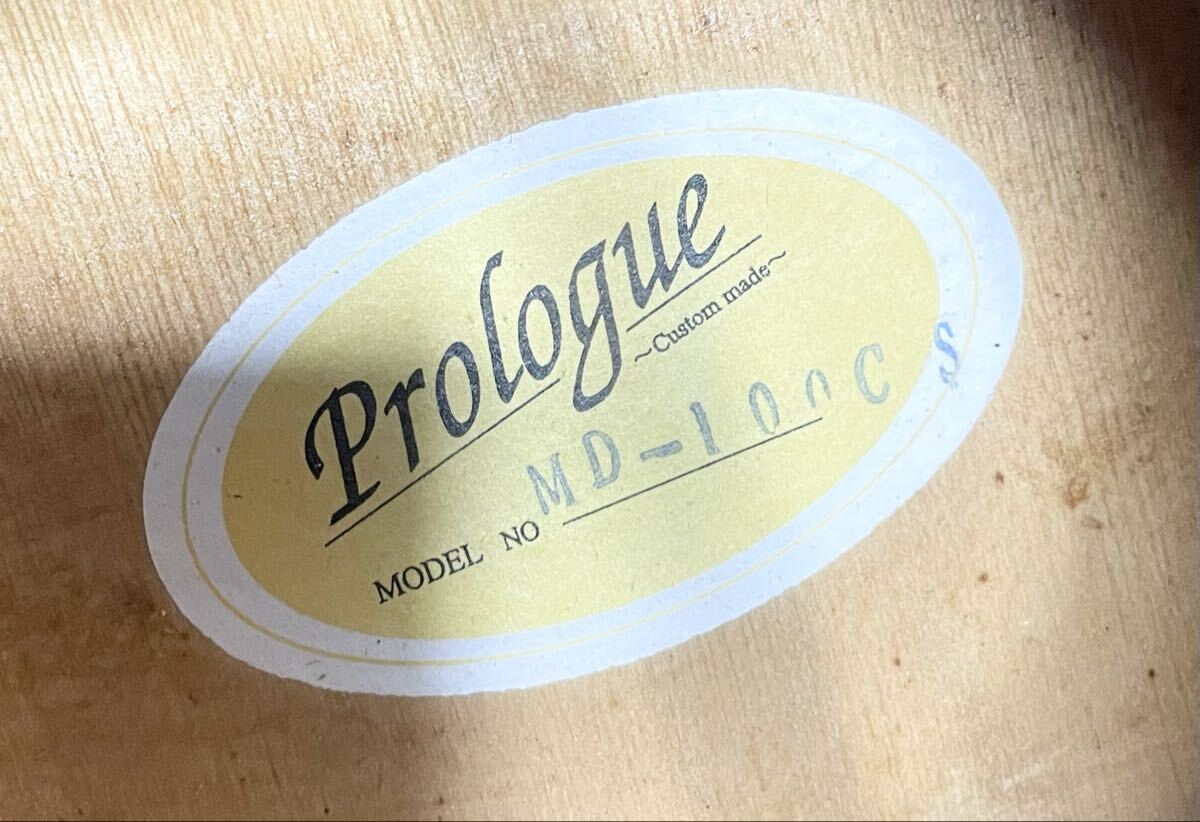 Prologue
~Custom made~
MODEL NO MD-100C S